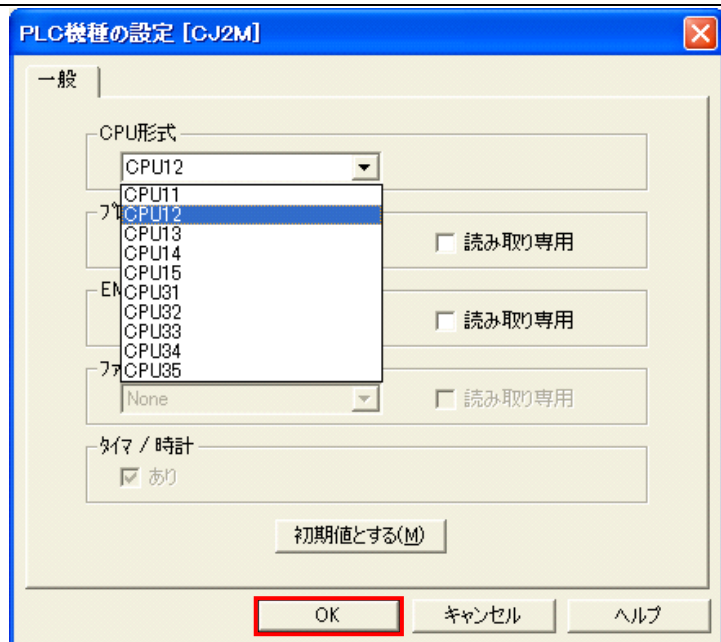 PLC機種の設定 [CJ2M]
一般
CPU形式
CPU12
CPU11
CPU12
CPU13
CPU14
CPU15
CPU31
CPU32
CPU33
CPU34
CPU35
読み取り専用
読み取り専用
None
読み取り専用
ﾀｲﾏ / 時計
あり
初期値とする(M)
OK
キャンセル
ヘルプ